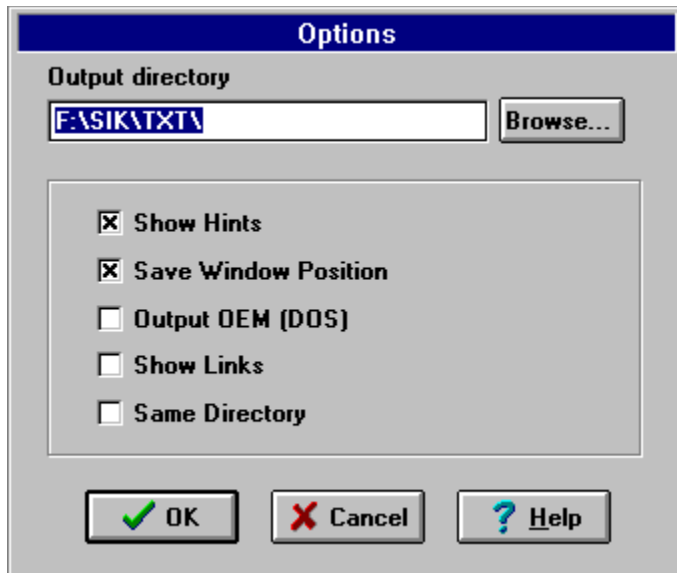 Options
Output directory
F:\SIK\TXT\ Browse...
Show Hints
Save Window Position
Output OEM (DOS)
Show Links
Same Directory
OK Cancel Help